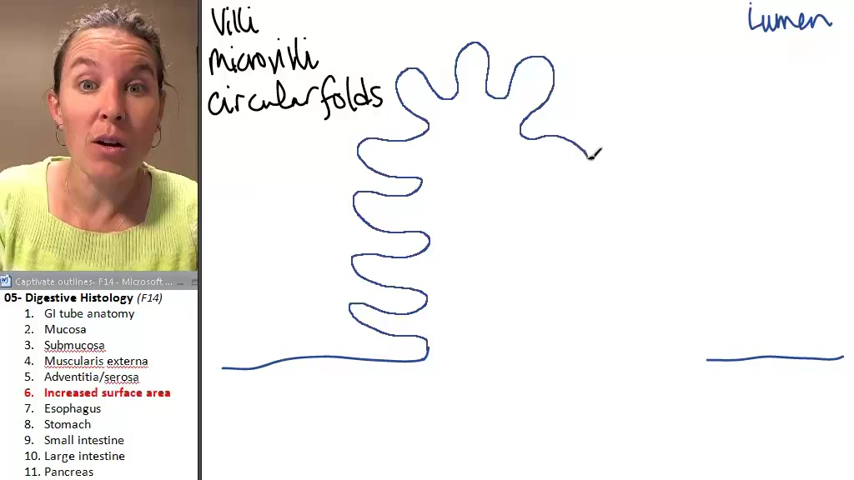 Villi
microvilli
circular folds
Lumen
Captivate outlines- F14 - Microsoft ...
05- Digestive Histology (F14)
1. GI tube anatomy
2. Mucosa
3. Submucosa
4. Muscularis externa
5. Adventitia/serosa
6. Increased surface area
7. Esophagus
8. Stomach
9. Small intestine
10. Large intestine
11. Pancreas